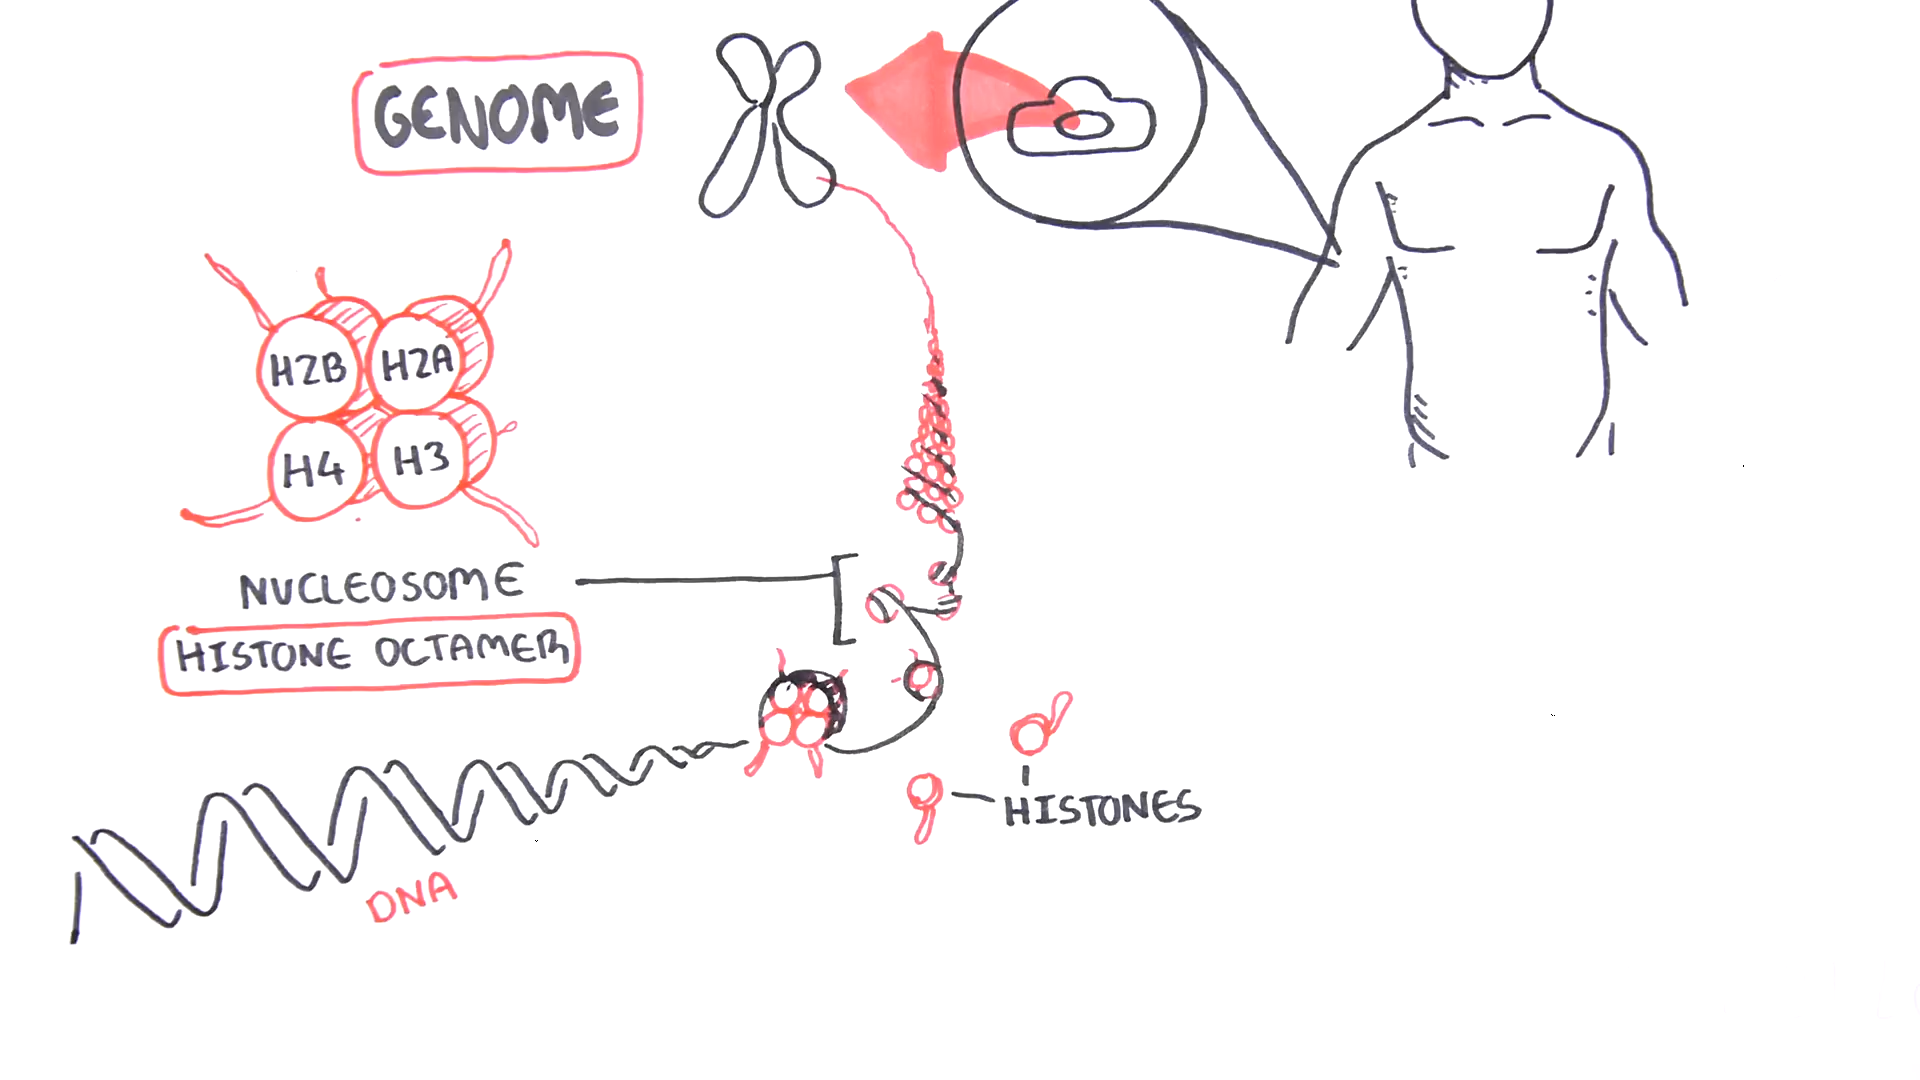 GENOME
H2B H2A
H4 H3
NUCLEOSOME
HISTONE OCTAMER
HISTONES
DNA